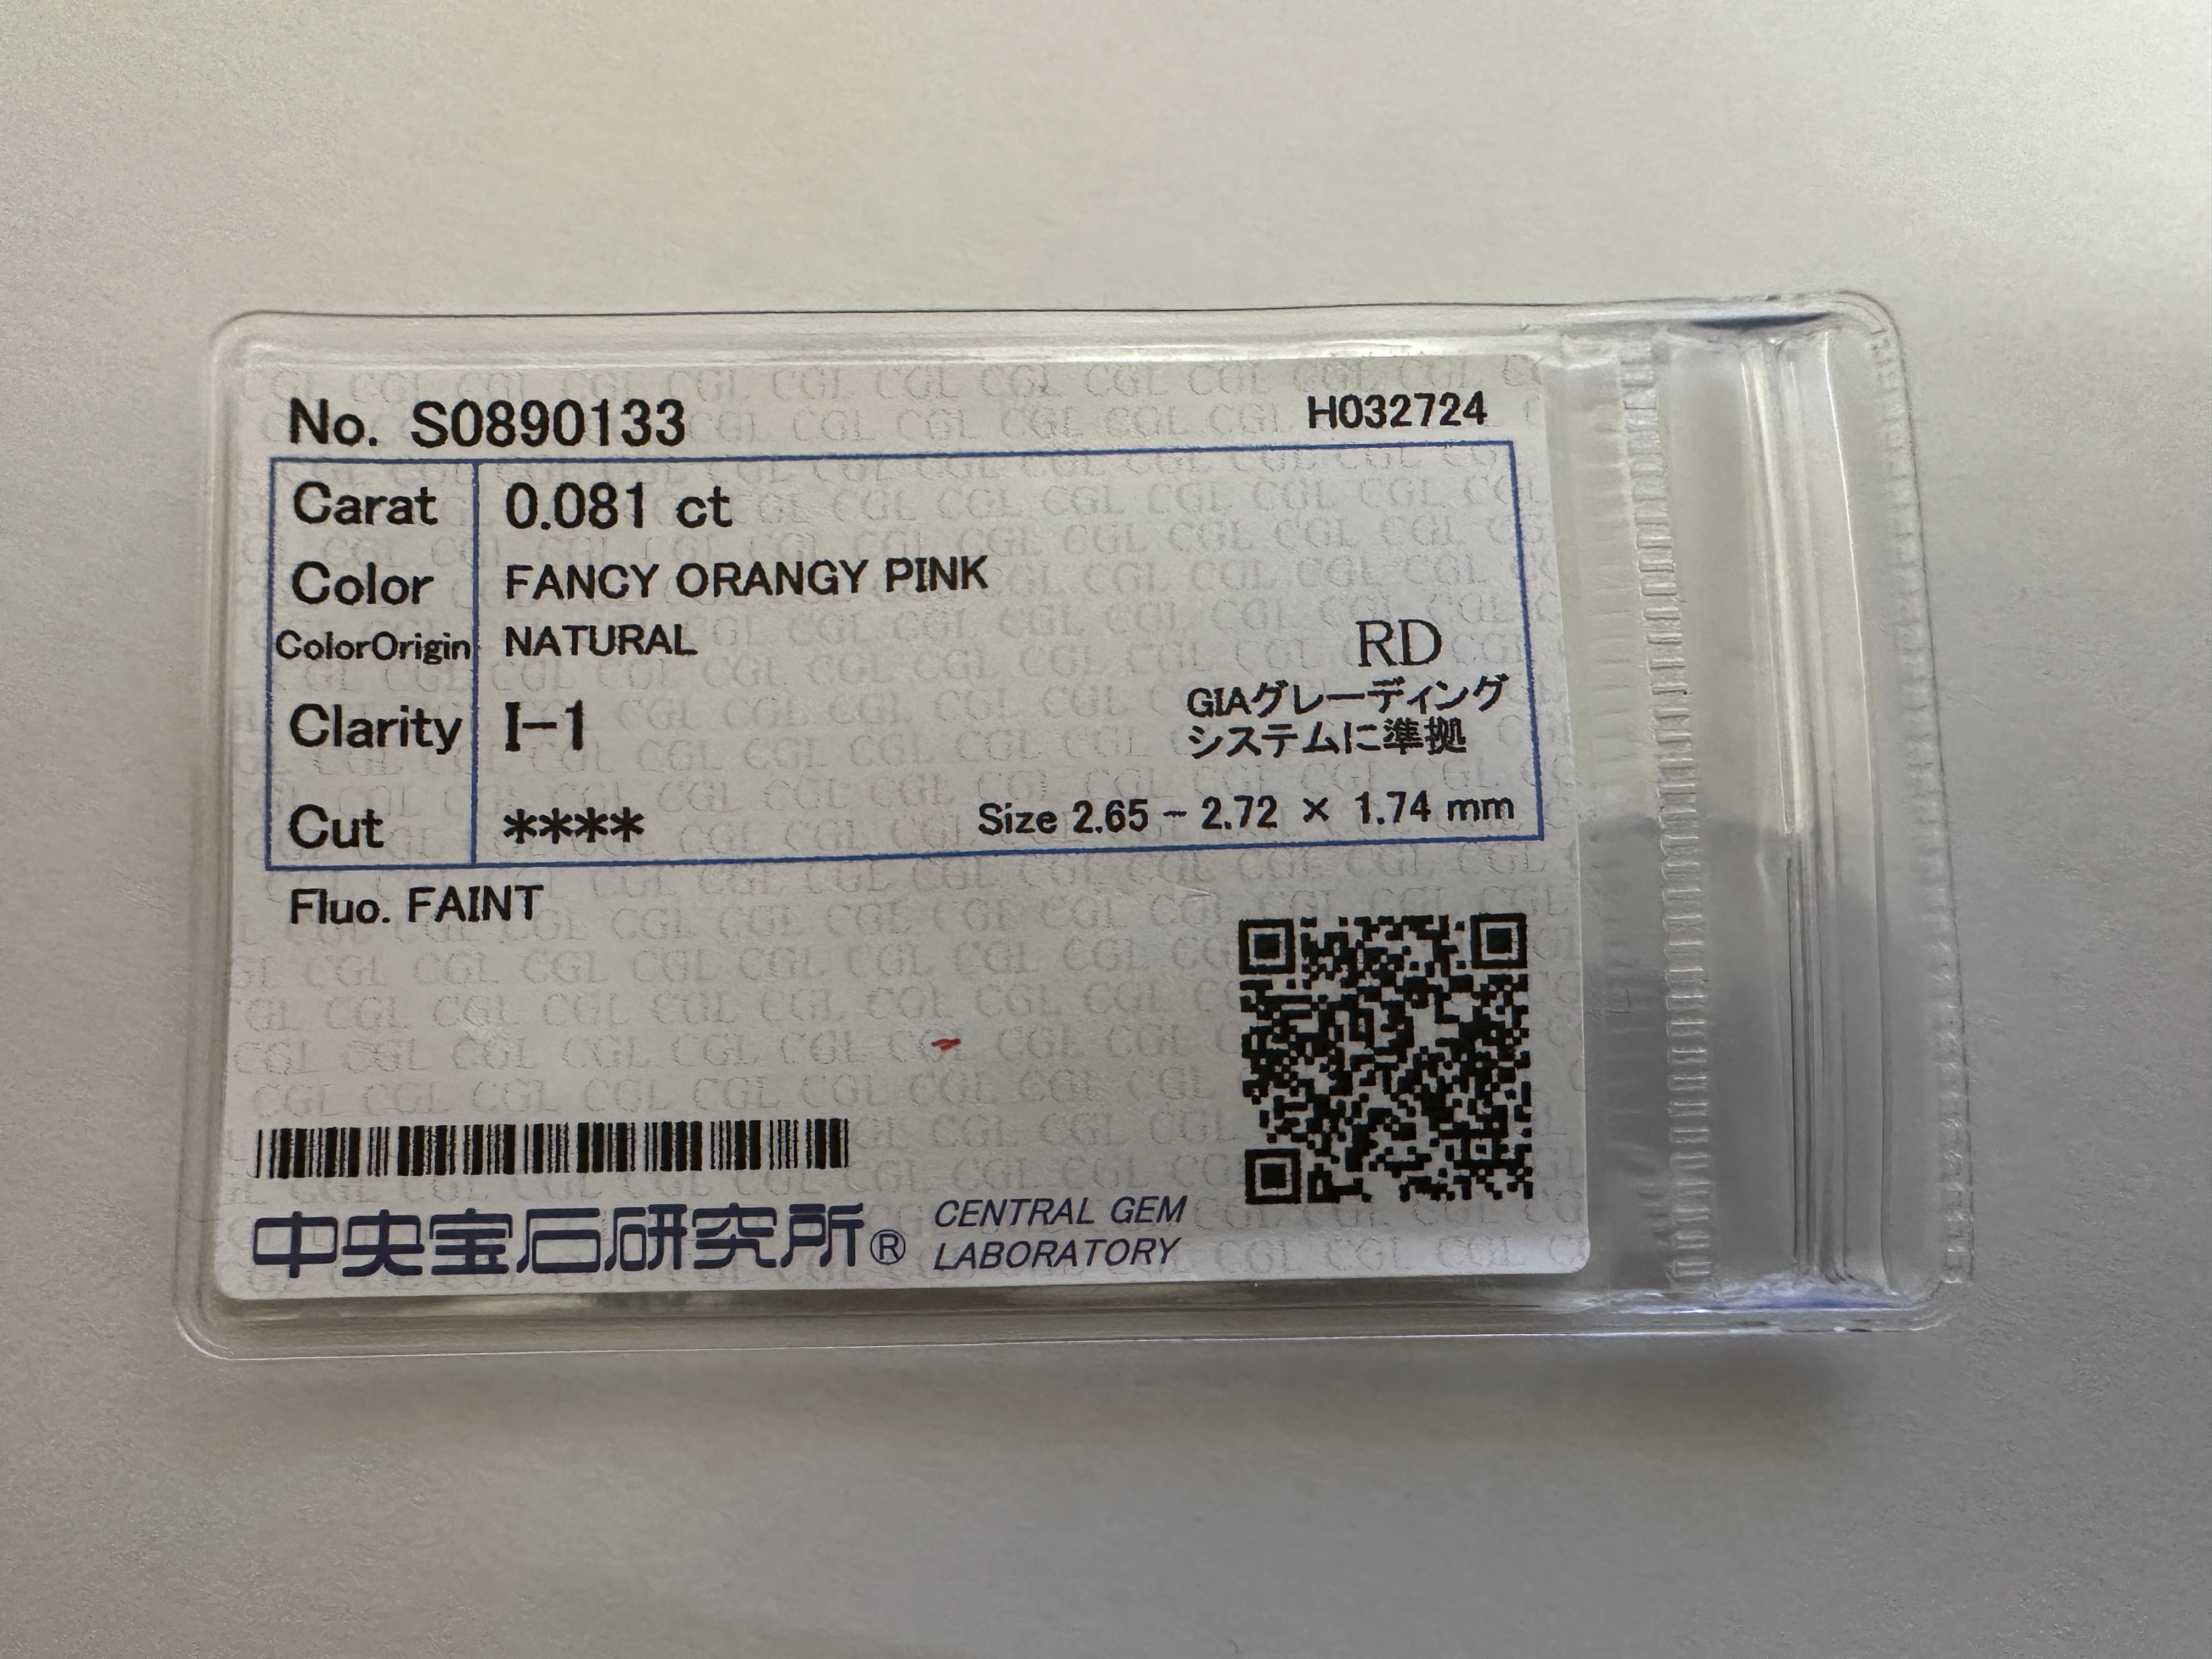 No. S0890133 H032724
Carat 0.081 ct
Color FANCY ORANGY PINK
ColorOrigin NATURAL
RD
Clarity I-1
GIAグレーディング
システムに準拠
Cut ****
Size 2.65 - 2.72 × 1.74 mm
Fluo. FAINT
中央宝石研究所® CENTRAL GEM
LABORATORY